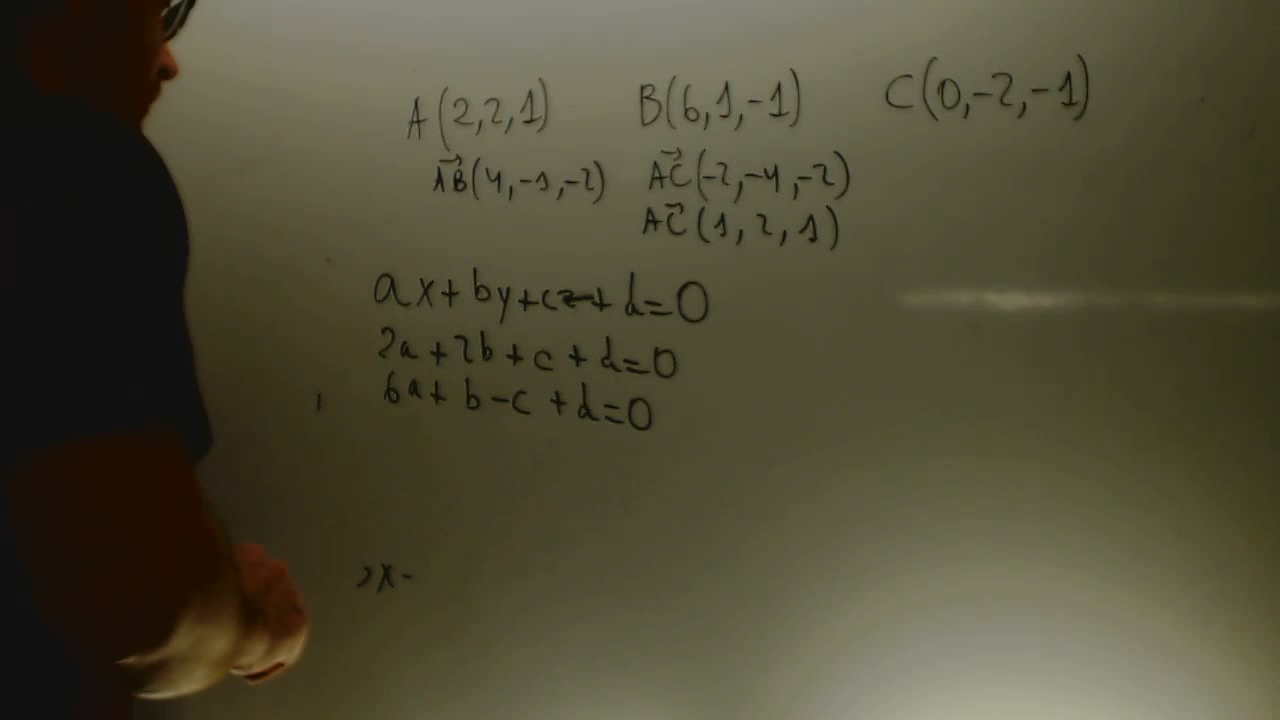 A(2,2,1) B(6,1,-1) C(0,-2,-1)
AB(4,-1,-2) AC(-2,-4,-2)
AC(1,2,1)
ax+by+cz+d=0
2a+2b+c+d=0
6a+b-c+d=0
x-